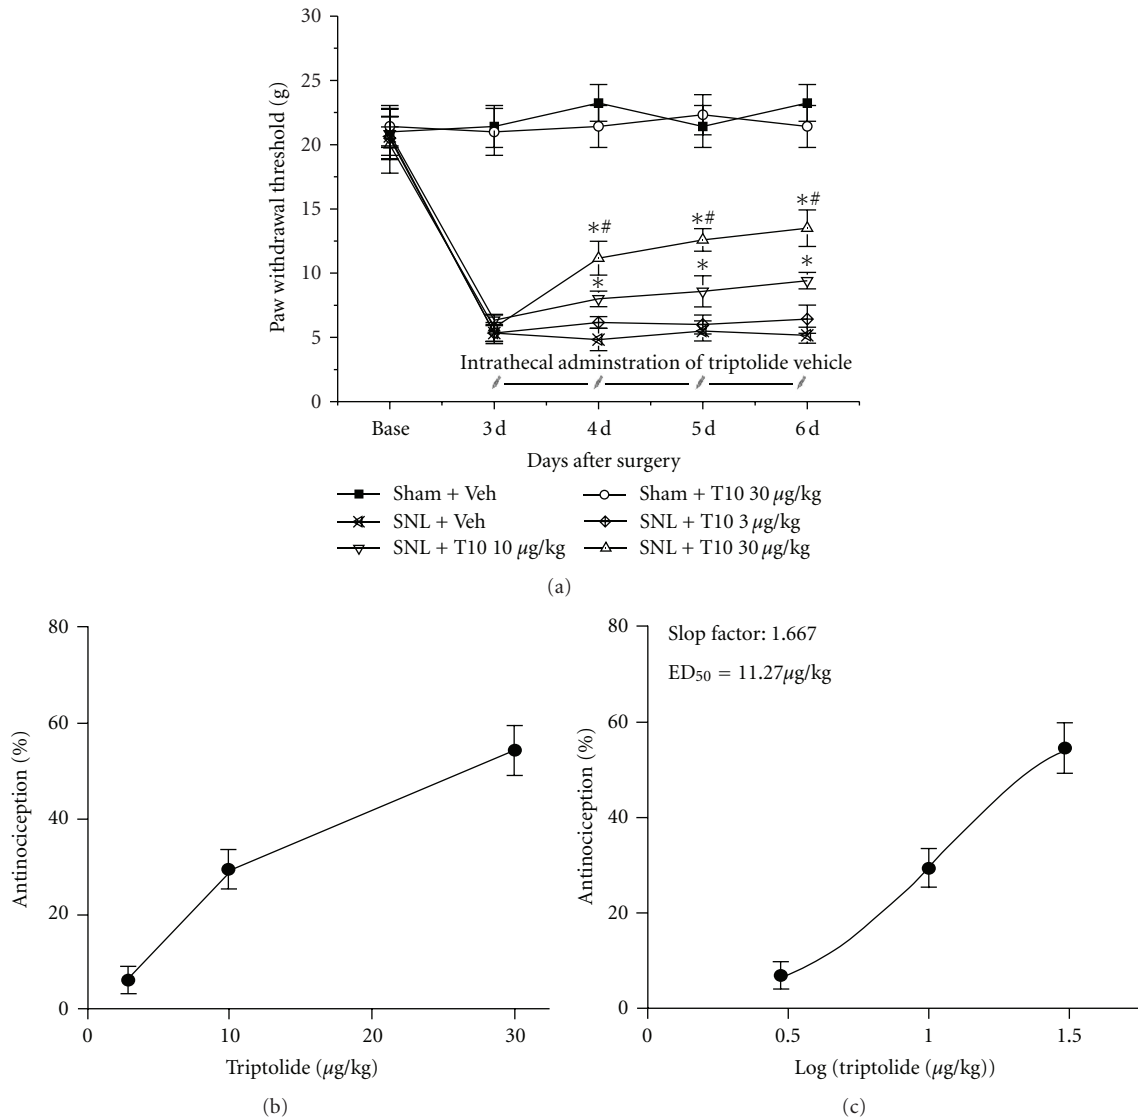 30
25
20
15
10
5
0
Paw withdrawal threshold (g)
*#
*#
*#
*
*
*
Intrathecal adminstration of triptolide vehicle
Base 3 d 4 d 5 d 6 d
Days after surgery
Sham + Veh Sham + T10 30 μg/kg
SNL + Veh SNL + T10 3 μg/kg
SNL + T10 10 μg/kg SNL + T10 30 μg/kg
(a)
80
60
40
20
0
Antinociception (%)
0 10 20 30
Triptolide (μg/kg)
(b)
80
60
40
20
0
Antinociception (%)
Slop factor: 1.667
ED50 = 11.27μg/kg
0 0.5 1 1.5
Log (triptolide (μg/kg))
(c)